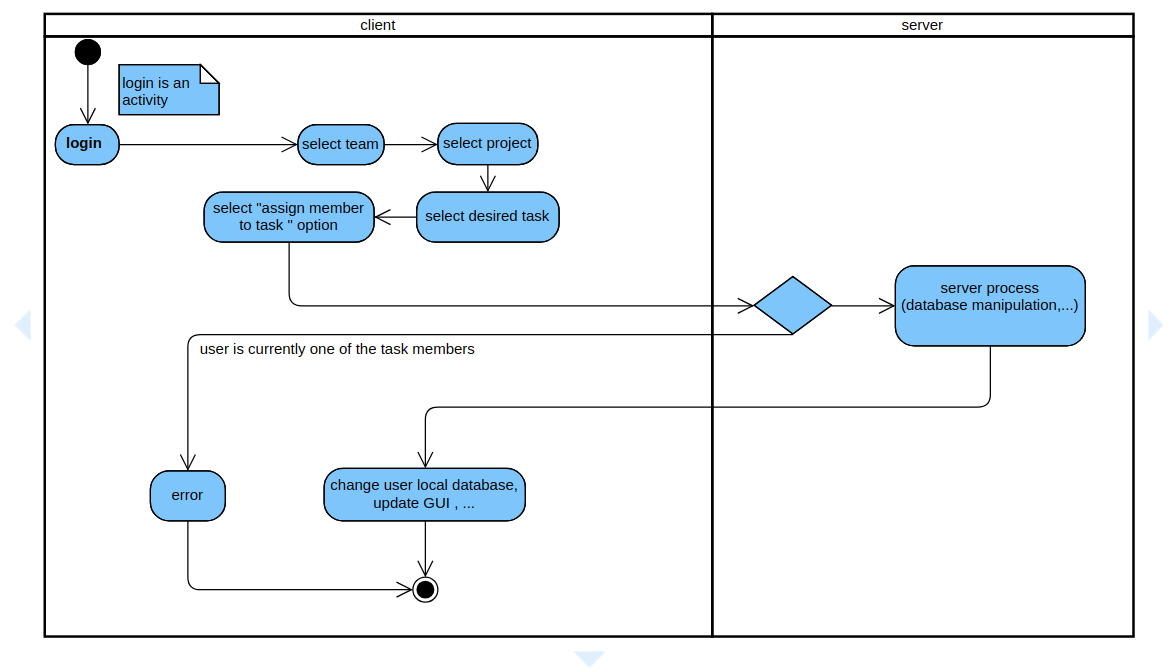 client
server
login is an
activity
login
select team
select project
select "assign member
to task " option
select desired task
server process
(database manipulation,...)
user is currently one of the task members
error
change user local database,
update GUI , ...